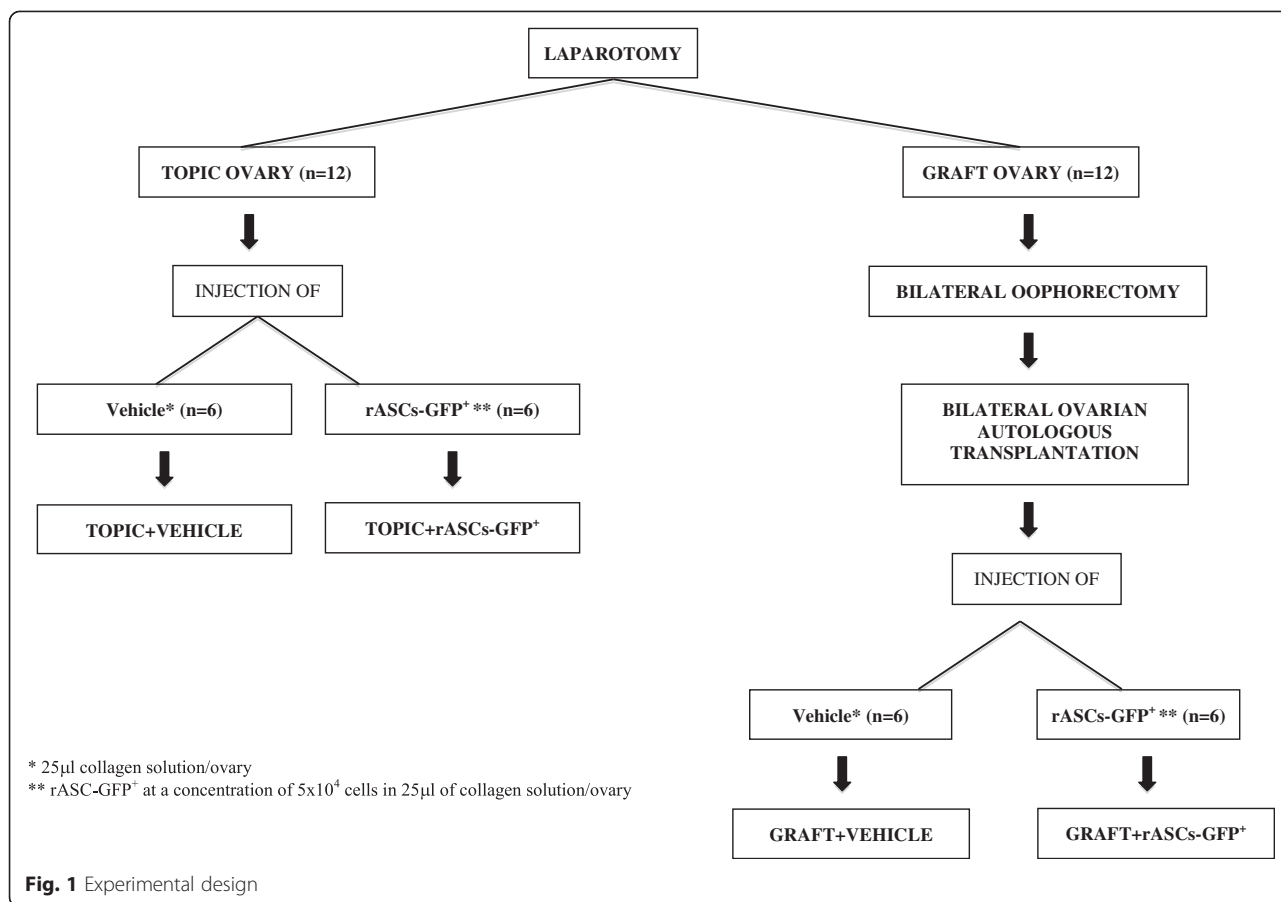 LAPAROTOMY
TOPIC OVARY (n=12)
GRAFT OVARY (n=12)
INJECTION OF
BILATERAL OOPHORECTOMY
Vehicle* (n=6)
rASCs-GFP⁺ ** (n=6)
BILATERAL OVARIAN
AUTOLOGOUS
TRANSPLANTATION
TOPIC+VEHICLE
TOPIC+rASCs-GFP⁺
INJECTION OF
Vehicle* (n=6)
rASCs-GFP⁺ ** (n=6)
* 25µl collagen solution/ovary
** rASC-GFP⁺ at a concentration of 5x10⁴ cells in 25µl of collagen solution/ovary
GRAFT+VEHICLE
GRAFT+rASCs-GFP⁺
Fig. 1 Experimental design